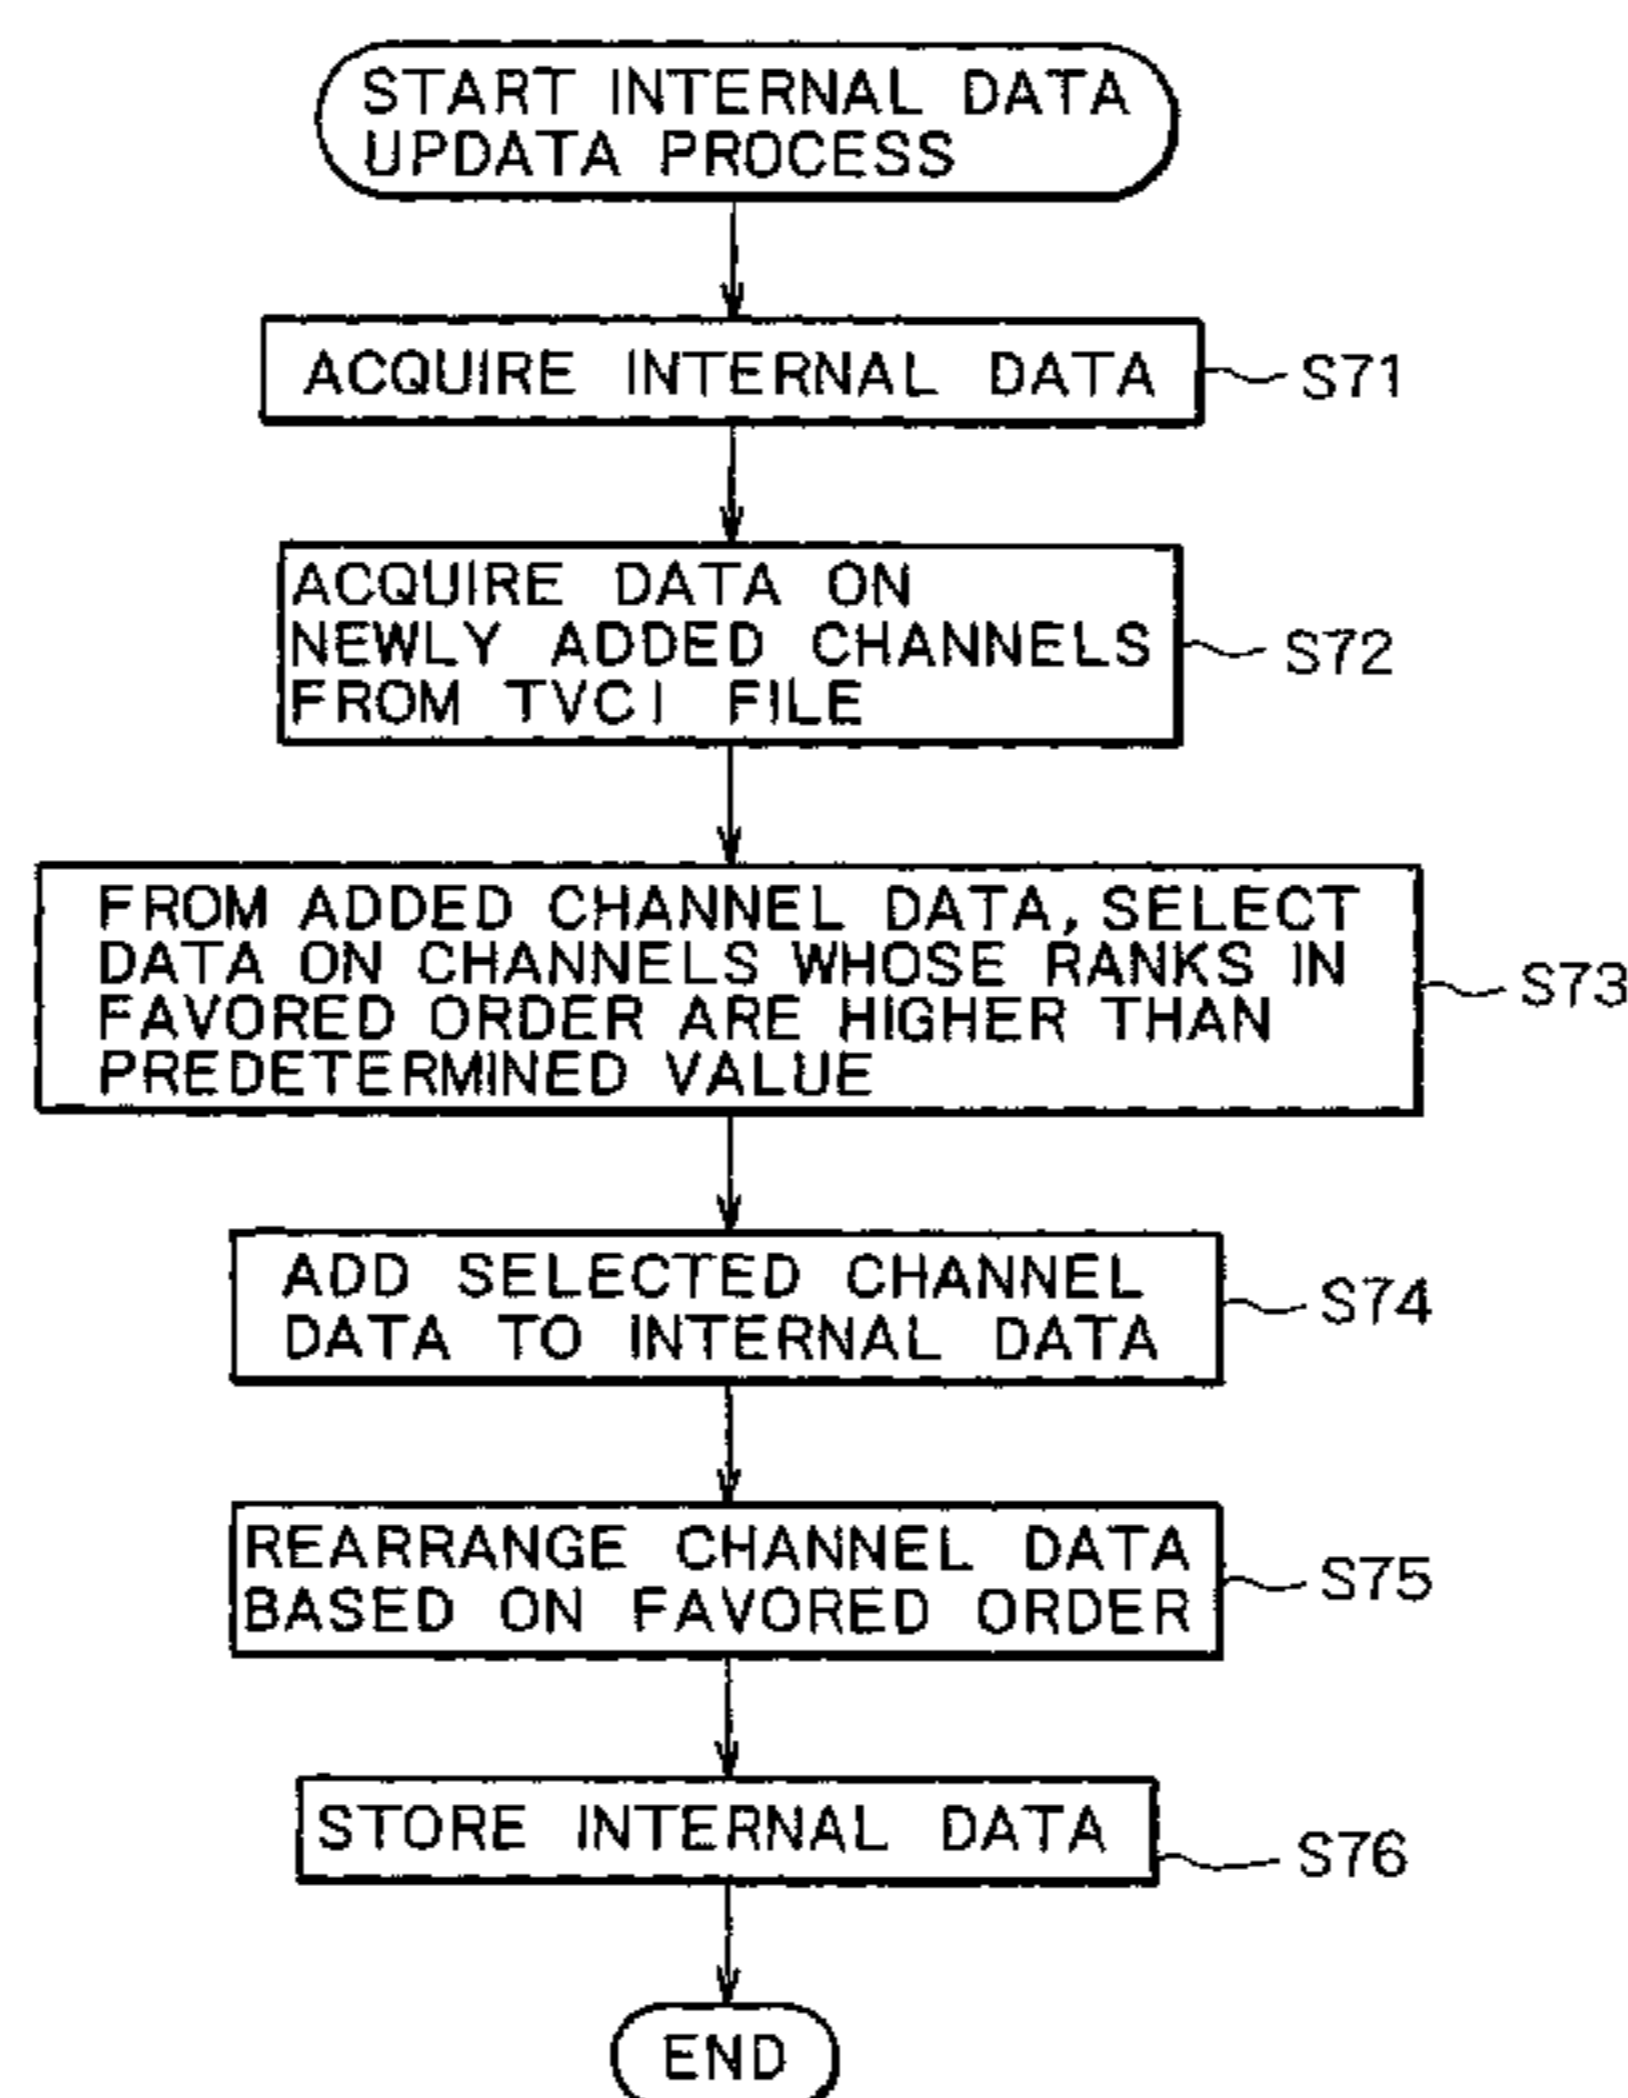 START INTERNAL DATA
UPDATA PROCESS
ACQUIRE INTERNAL DATA
S71
ACQUIRE DATA ON
NEWLY ADDED CHANNELS
FROM TVCI FILE
S72
FROM ADDED CHANNEL DATA, SELECT
DATA ON CHANNELS WHOSE RANKS IN
FAVORED ORDER ARE HIGHER THAN
PREDETERMINED VALUE
S73
ADD SELECTED CHANNEL
DATA TO INTERNAL DATA
S74
REARRANGE CHANNEL DATA
BASED ON FAVORED ORDER
S75
STORE INTERNAL DATA
S76
END